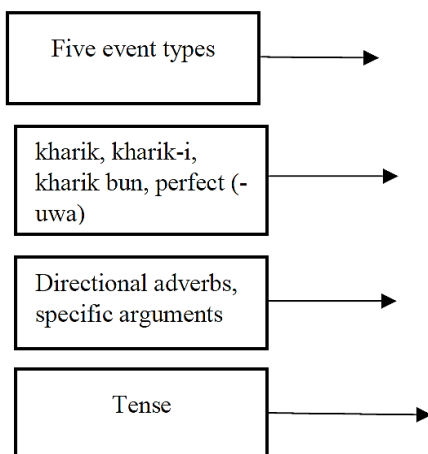 Five event types
kharik, kharik-i,
kharik bun, perfect (-
uwa)
Directional adverbs,
specific arguments
Tense